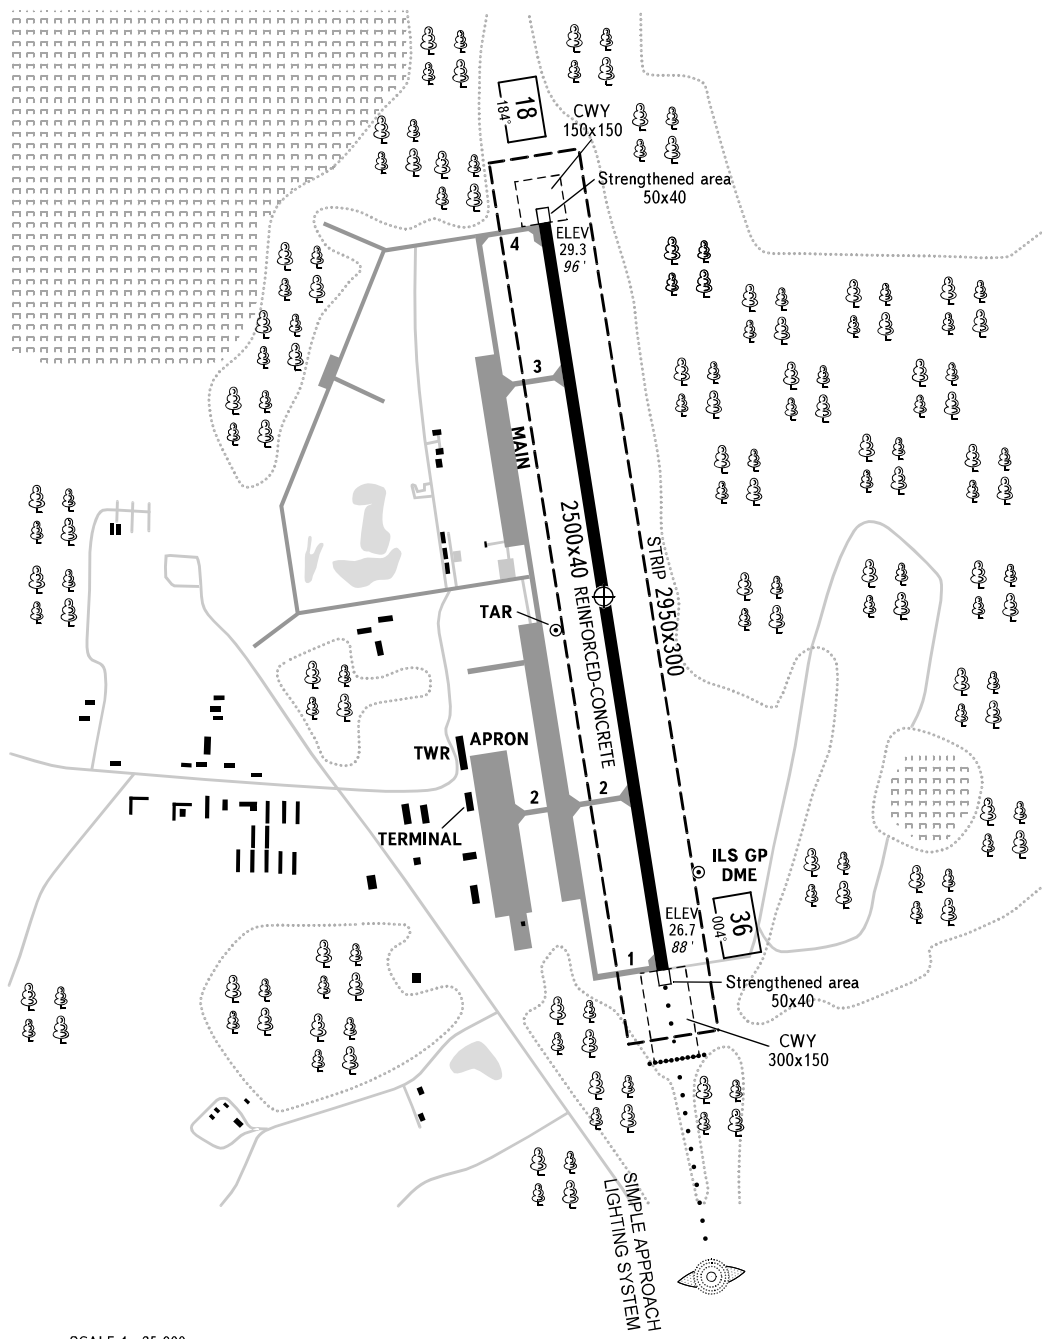 18
184°
CWY
150x150
Strengthened area
50x40
ELEV
29.3
96'
4
3
MAIN
2500x40 REINFORCED-CONCRETE
STRIP 2950x300
TAR
TWR
APRON
2
2
TERMINAL
ILS GP
DME
36
004°
ELEV
26.7
88'
1
Strengthened area
50x40
CWY
300x150
SIMPLE APPROACH
LIGHTING SYSTEM